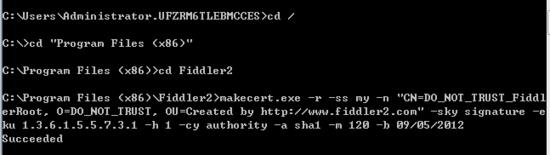 C:\Users\Administrator.UFZRM6TLEBMCCES>cd /
C:\>cd "Program Files (x86)"
C:\Program Files (x86)>cd Fiddler2
C:\Program Files (x86)\Fiddler2>makecert.exe -r -ss my -n "CN=DO_NOT_TRUST_Fiddl
erRoot, O=DO_NOT_TRUST, OU=Created by http://www.fiddler2.com" -sky signature -e
ku 1.3.6.1.5.5.7.3.1 -h 1 -cy authority -a sha1 -m 120 -b 09/05/2012
Succeeded